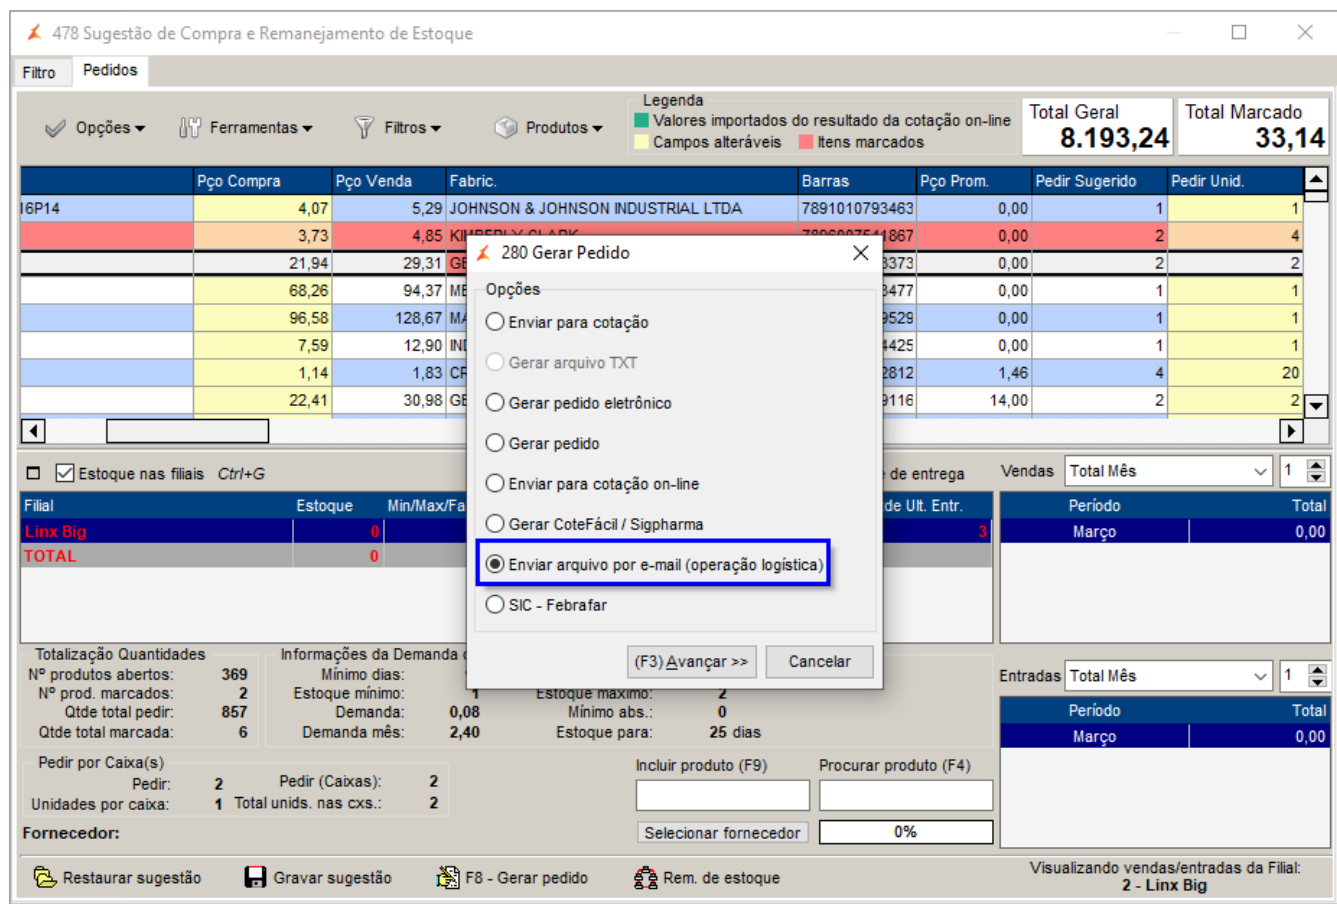 478 Sugestão de Compra e Remanejamento de Estoque
Filtro Pedidos
Opções Ferramentas Filtros Produtos
Legenda
Valores importados do resultado da cotação on-line
Campos alteráveis Itens marcados
Total Geral
8.193,24
Total Marcado
33,14
Pço Compra Pço Venda Fabric. Barras Pço Prom. Pedir Sugerido Pedir Unid.
16P14 4,07 5,29 JOHNSON & JOHNSON INDUSTRIAL LTDA 7891010793463 0,00 1 1
3,73 4,85 0,00 2 4
21,94 29,31 0,00 2 2
68,26 94,37 0,00 1 1
96,58 128,67 0,00 1 1
7,59 12,90 0,00 1 1
1,14 1,83 1,46 4 20
22,41 30,98 14,00 2 2
280 Gerar Pedido
Opções
Enviar para cotação
Gerar arquivo TXT
Gerar pedido eletrônico
Gerar pedido
Enviar para cotação on-line
Gerar CoteFácil / Sigpharma
Enviar arquivo por e-mail (operação logística)
SIC - Febrafar
(F3) Avançar >> Cancelar
Estoque nas filiais Ctrl+G
de entrega
Filial Estoque Min/Max/Fa de Ult. Entr.
Linx Big 0 3
TOTAL 0
Vendas Total Mês 1
Período Total
Março 0,00
Totalização Quantidades
Nº produtos abertos: 369
Nº prod. marcados: 2
Qtde total pedir: 857
Qtde total marcada: 6
Informações da Demanda
Mínimo dias:
Estoque mínimo: 1 Estoque máximo: 2
Demanda: 0,08 Mínimo abs.: 0
Demanda mês: 2,40 Estoque para: 25 dias
Entradas Total Mês 1
Período Total
Março 0,00
Pedir por Caixa(s)
Pedir: 2 Pedir (Caixas): 2
Unidades por caixa: 1 Total unids. nas cxs.: 2
Incluir produto (F9) Procurar produto (F4)
Fornecedor:
Selecionar fornecedor 0%
Restaurar sugestão Gravar sugestão F8 - Gerar pedido Rem. de estoque
Visualizando vendas/entradas da Filial:
2 - Linx Big